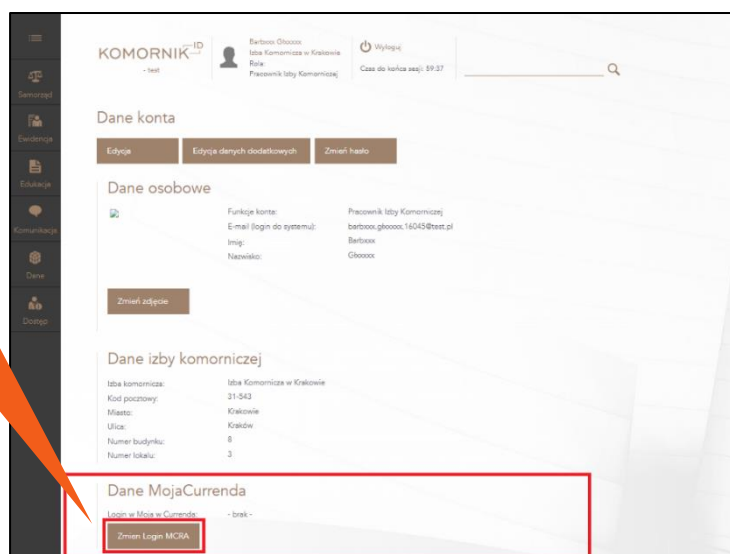 KOMORNIK ID
- test
Barbxxx Gbxxxxx
Izba Komornicza w Krakowie
Rola:
Pracownik Izby Komorniczej
Wyloguj
Czas do końca sesji: 59:37
Samorząd
Ewidencja
Edukacja
Komunikacja
Dane
Dostęp
Dane konta
Edycja
Edycja danych dodatkowych
Zmień hasło
Dane osobowe
Funkcje konta: Pracownik Izby Komorniczej
E-mail (login do systemu): barbxxx.gbxxxxx.16045@test.pl
Imię: Barbxxx
Nazwisko: Gbxxxxx
Zmień zdjęcie
Dane izby komorniczej
Izba komornicza: Izba Komornicza w Krakowie
Kod pocztowy: 31-543
Miasto: Krakowie
Ulica: Kraków
Numer budynku: 8
Numer lokalu: 3
Dane MojaCurrenda
Login w Moja w Currenda: - brak -
Zmien Login MCRA